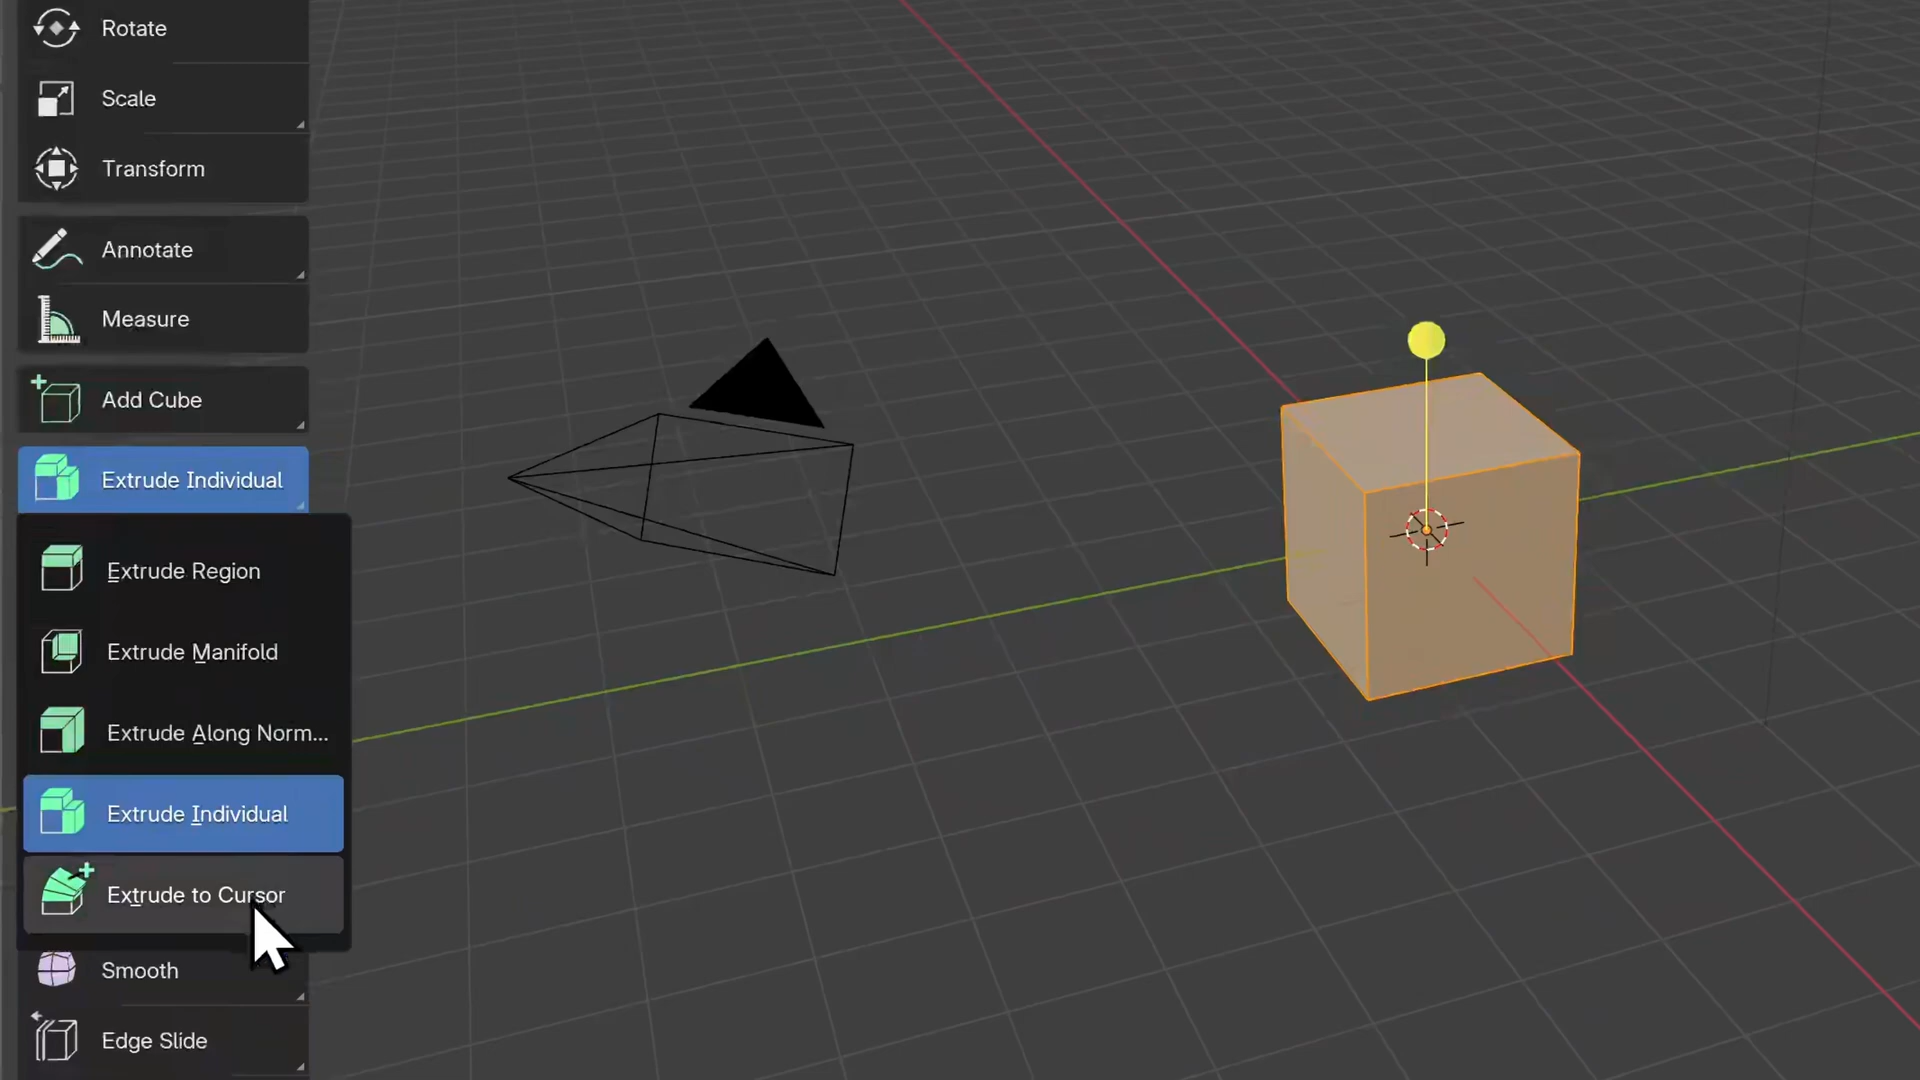 Rotate
Scale
Transform
Annotate
Measure
Add Cube
Extrude Individual
Extrude Region
Extrude Manifold
Extrude Along Norm...
Extrude Individual
Extrude to Cursor
Smooth
Edge Slide